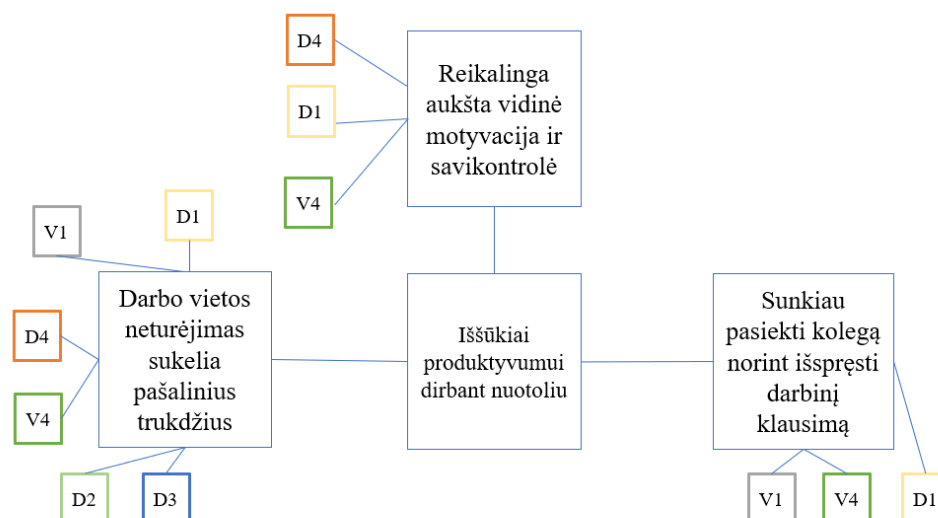 D4
D1
V4
Reikalinga
aukšta vidinė
motyvacija ir
savikontrolė
V1
D1
D4
V4
Darbo vietos
neturėjimas
sukelia
pašalinius
trukdžius
D2
D3
Iššūkiai
produktyvumui
dirbant nuotoliu
Sunkiau
pasiekti kolegą
norint išspręsti
darbinį
klausimą
V1
V4
D1